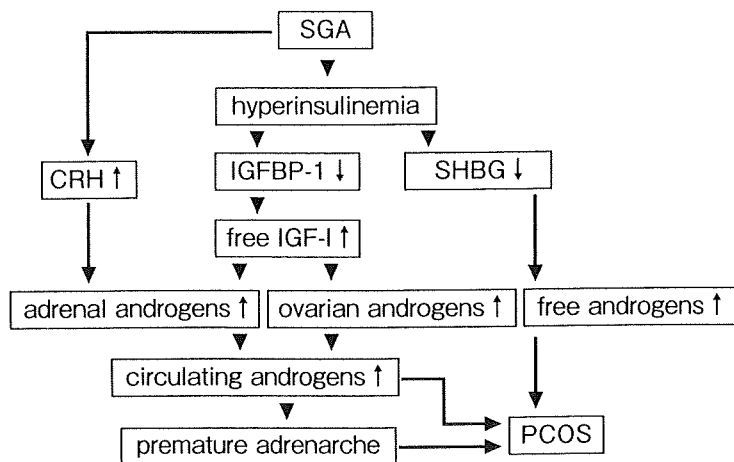 SGA
hyperinsulinemia
CRH ↑
IGFBP-1 ↓
SHBG ↓
free IGF-I ↑
adrenal androgens ↑
ovarian androgens ↑
free androgens ↑
circulating androgens ↑
premature adrenarche
PCOS